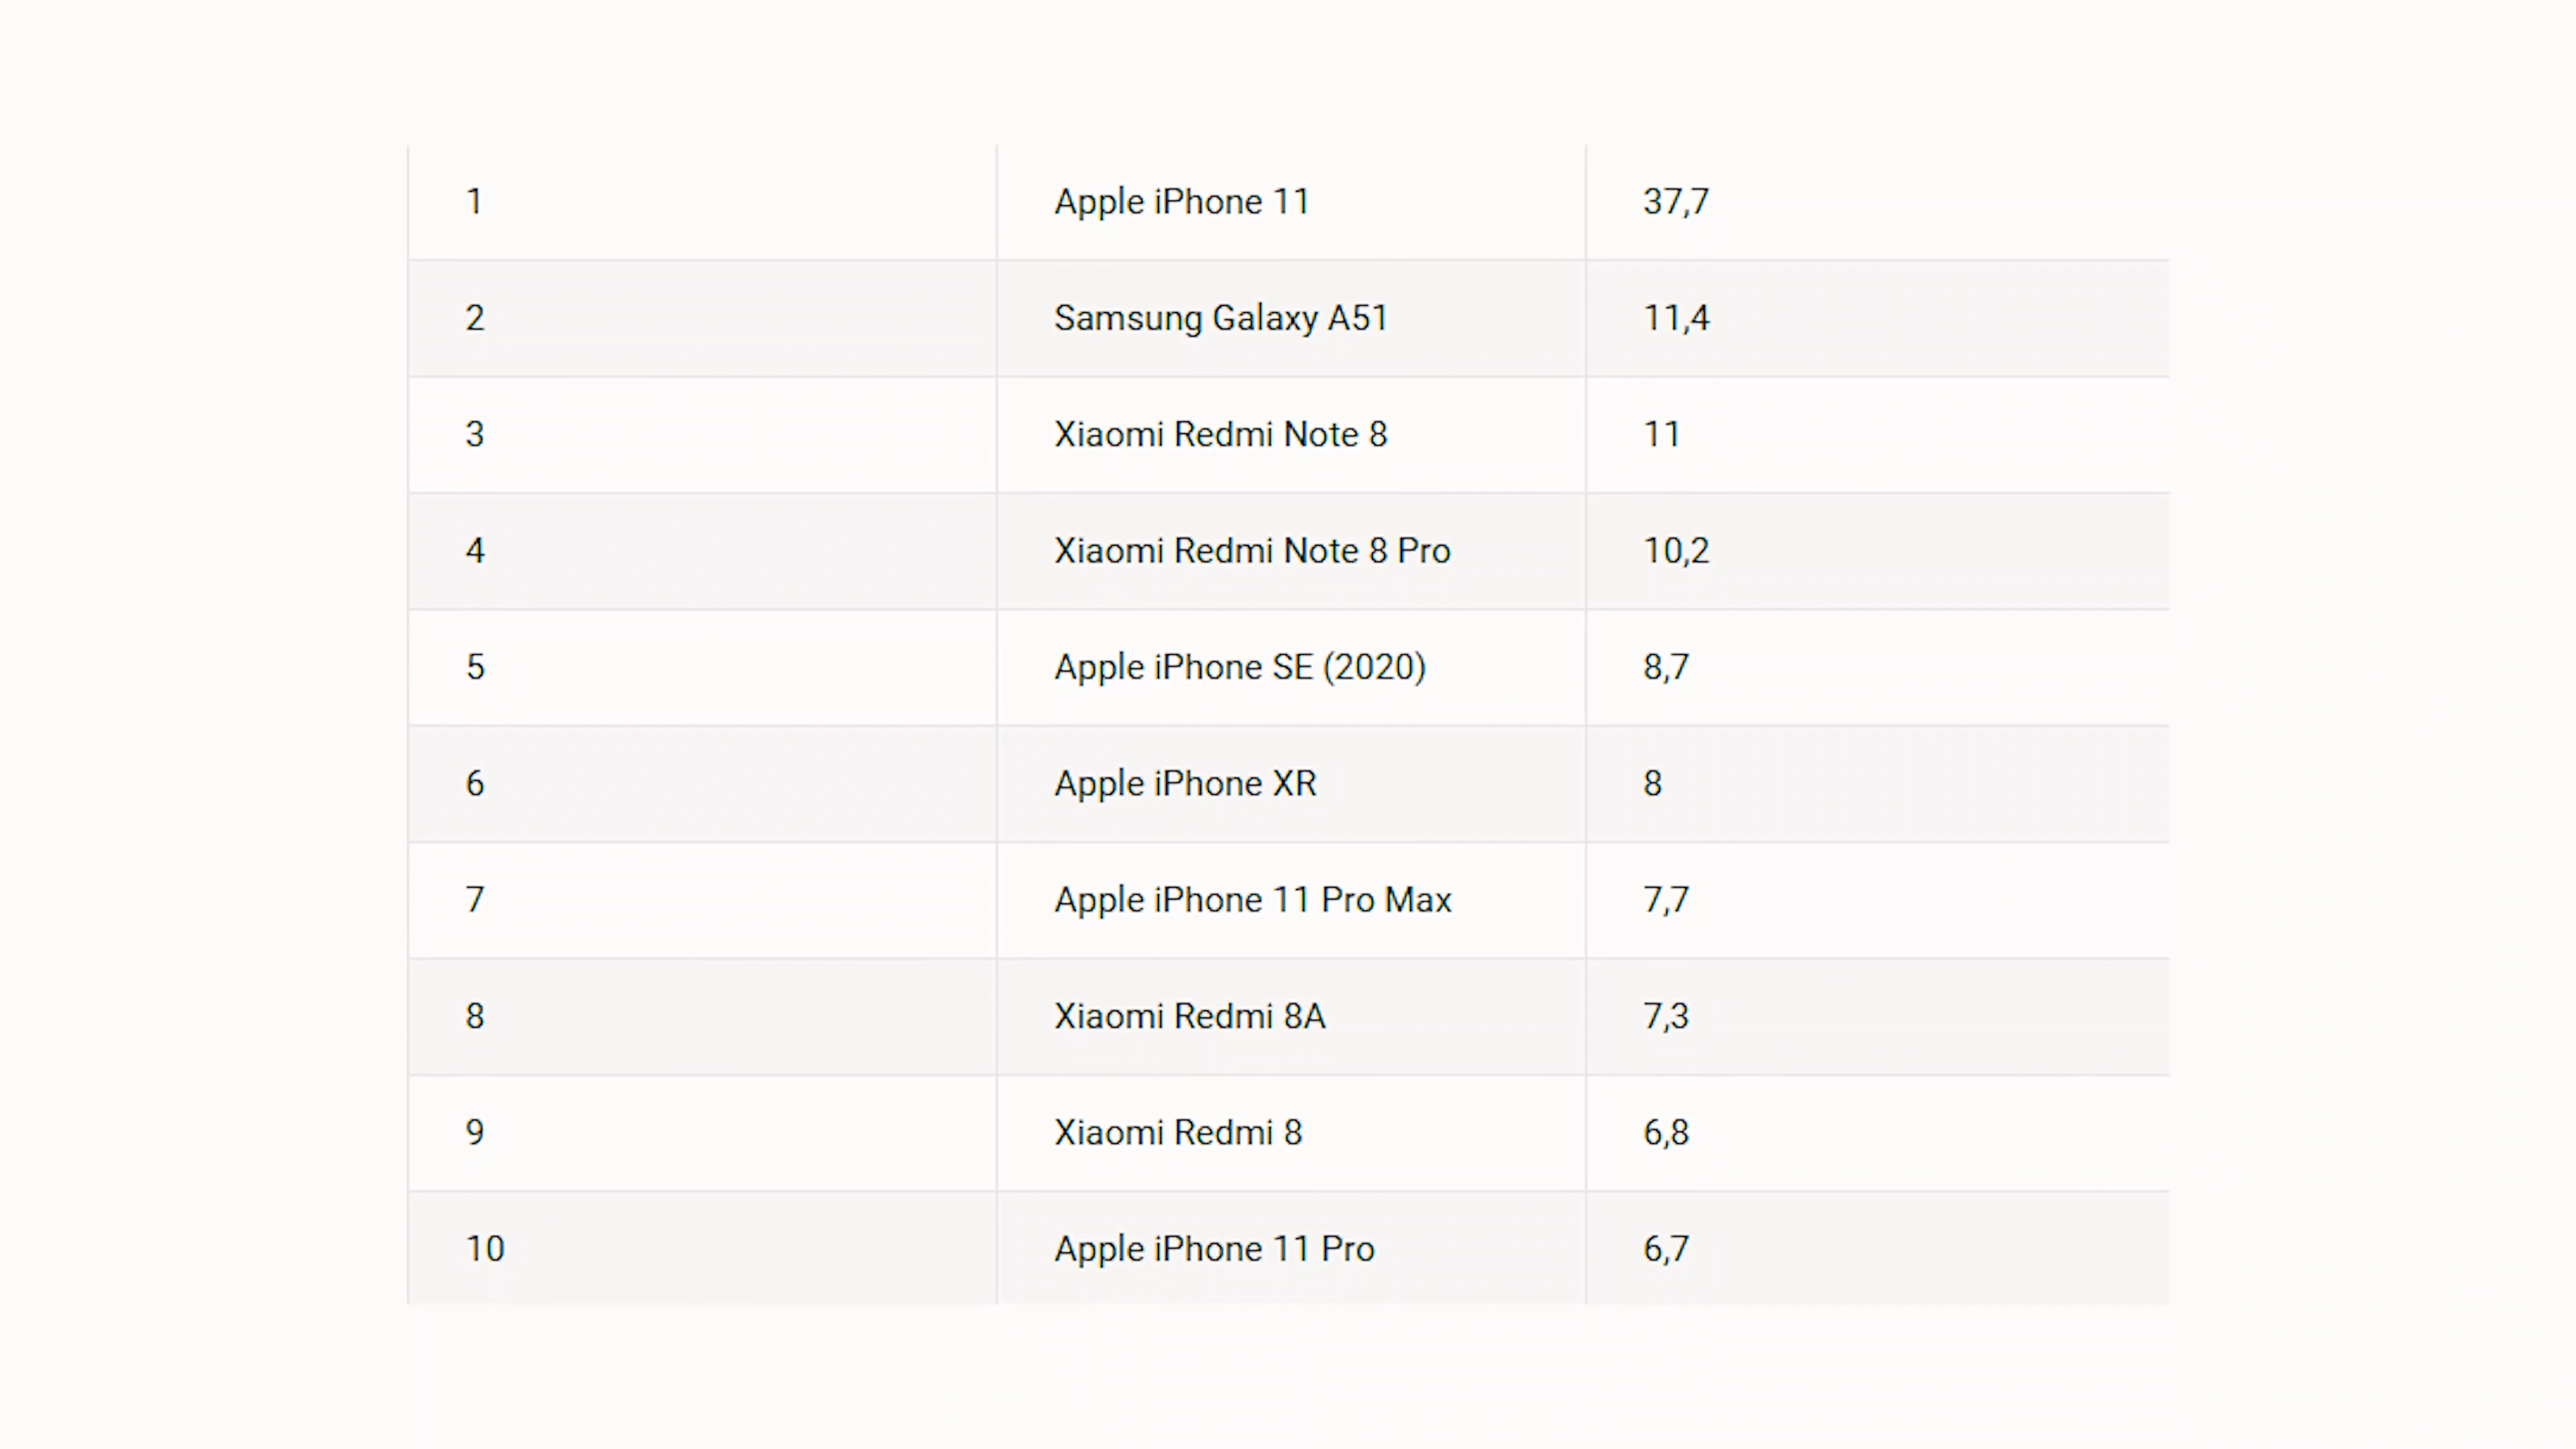 1 Apple iPhone 11 37,7
2 Samsung Galaxy A51 11,4
3 Xiaomi Redmi Note 8 11
4 Xiaomi Redmi Note 8 Pro 10,2
5 Apple iPhone SE (2020) 8,7
6 Apple iPhone XR 8
7 Apple iPhone 11 Pro Max 7,7
8 Xiaomi Redmi 8A 7,3
9 Xiaomi Redmi 8 6,8
10 Apple iPhone 11 Pro 6,7